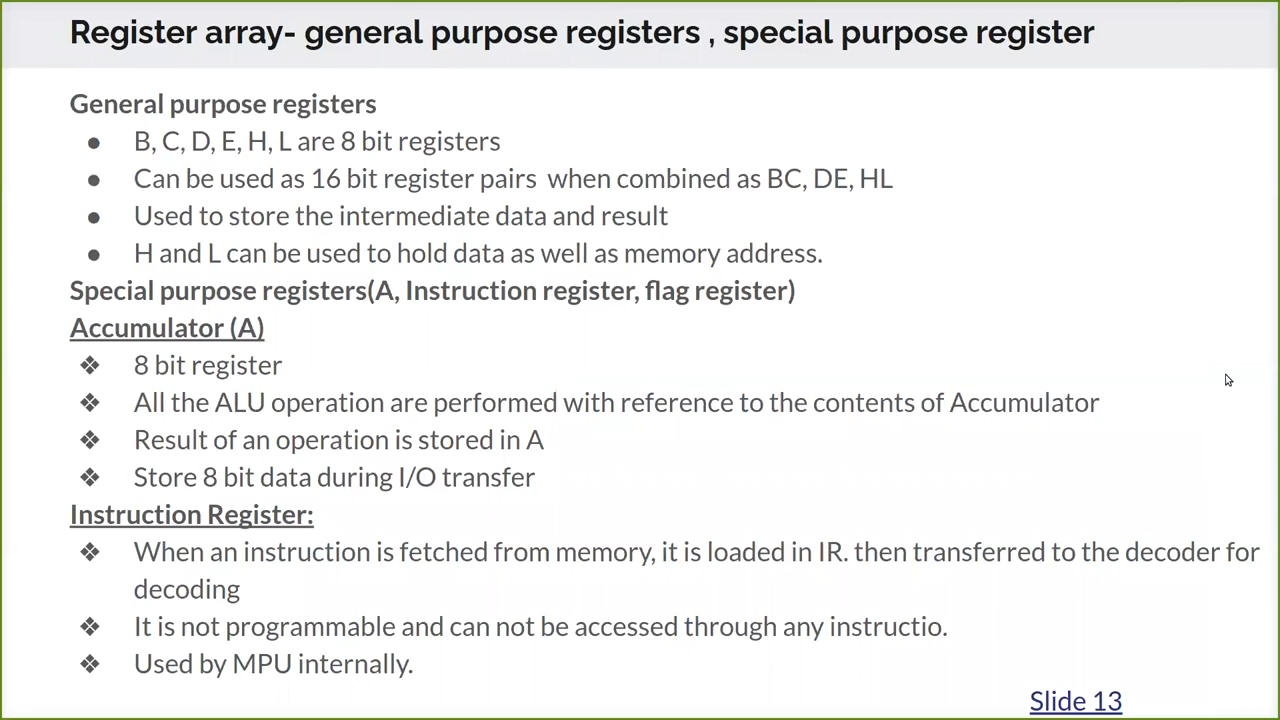 Register array- general purpose registers , special purpose register
General purpose registers
● B, C, D, E, H, L are 8 bit registers
● Can be used as 16 bit register pairs when combined as BC, DE, HL
● Used to store the intermediate data and result
● H and L can be used to hold data as well as memory address.
Special purpose registers(A, Instruction register, flag register)
Accumulator (A)
❖ 8 bit register
❖ All the ALU operation are performed with reference to the contents of Accumulator
❖ Result of an operation is stored in A
❖ Store 8 bit data during I/O transfer
Instruction Register:
❖ When an instruction is fetched from memory, it is loaded in IR. then transferred to the decoder for
decoding
❖ It is not programmable and can not be accessed through any instructio.
❖ Used by MPU internally.
Slide 13